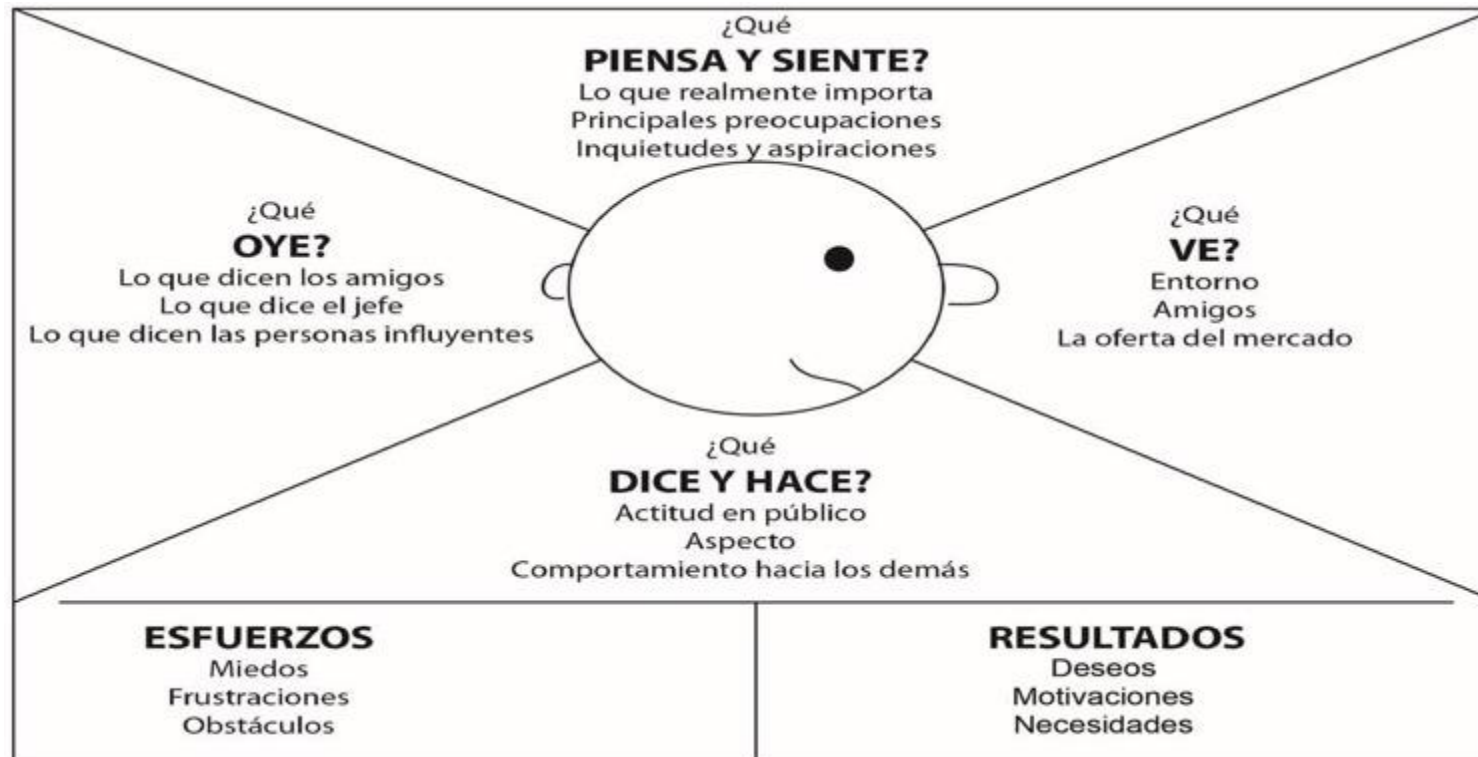 ¿Qué
PIENSA Y SIENTE?
Lo que realmente importa
Principales preocupaciones
Inquietudes y aspiraciones
¿Qué
OYE?
Lo que dicen los amigos
Lo que dice el jefe
Lo que dicen las personas influyentes
¿Qué
VE?
Entorno
Amigos
La oferta del mercado
¿Qué
DICE Y HACE?
Actitud en público
Aspecto
Comportamiento hacia los demás
ESFUERZOS
Miedos
Frustraciones
Obstáculos
RESULTADOS
Deseos
Motivaciones
Necesidades